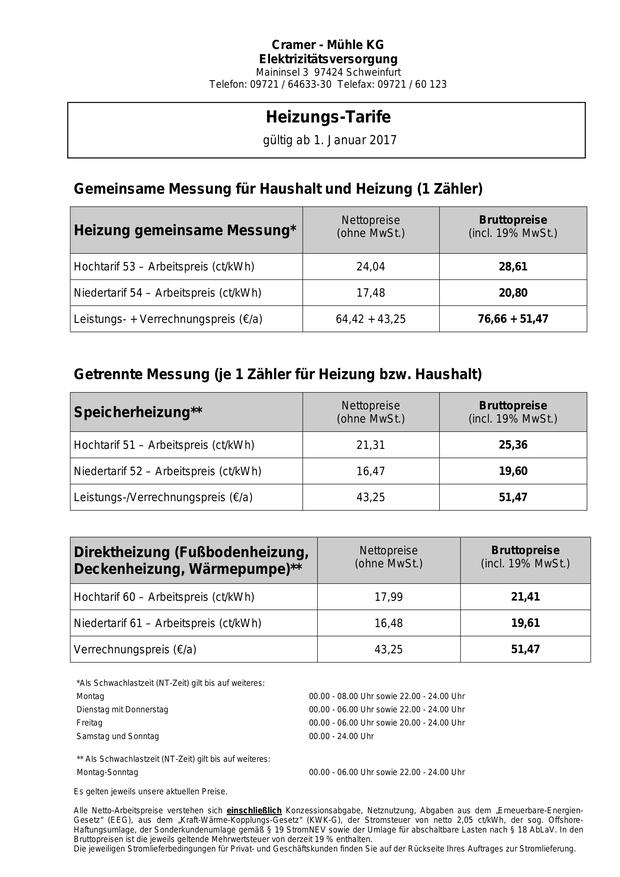 Cramer - Mühle KG
Elektrizitätsversorgung
Maininsel 3 97424 Schweinfurt
Telefon: 09721 / 64633-30 Telefax: 09721 / 60 123
Heizungs-Tarife
gültig ab 1. Januar 2017
Gemeinsame Messung für Haushalt und Heizung (1 Zähler)
Heizung gemeinsame Messung* Nettopreise (ohne MwSt.) Bruttopreise (incl. 19% MwSt.)
Hochtarif 53 – Arbeitspreis (ct/kWh) 24,04 28,61
Niedertarif 54 – Arbeitspreis (ct/kWh) 17,48 20,80
Leistungs- + Verrechnungspreis (€/a) 64,42 + 43,25 76,66 + 51,47
Getrennte Messung (je 1 Zähler für Heizung bzw. Haushalt)
Speicherheizung** Nettopreise (ohne MwSt.) Bruttopreise (incl. 19% MwSt.)
Hochtarif 51 – Arbeitspreis (ct/kWh) 21,31 25,36
Niedertarif 52 – Arbeitspreis (ct/kWh) 16,47 19,60
Leistungs-/Verrechnungspreis (€/a) 43,25 51,47
Direktheizung (Fußbodenheizung, Nettopreise Bruttopreise
Deckenheizung, Wärmepumpe)** (ohne MwSt.) (incl. 19% MwSt.)
Hochtarif 60 – Arbeitspreis (ct/kWh) 17,99 21,41
Niedertarif 61 – Arbeitspreis (ct/kWh) 16,48 19,61
Verrechnungspreis (€/a) 43,25 51,47
*Als Schwachlastzeit (NT-Zeit) gilt bis auf weiteres:
Montag 00.00 - 08.00 Uhr sowie 22.00 - 24.00 Uhr
Dienstag mit Donnerstag 00.00 - 06.00 Uhr sowie 22.00 - 24.00 Uhr
Freitag 00.00 - 06.00 Uhr sowie 20.00 - 24.00 Uhr
Samstag und Sonntag 00.00 - 24.00 Uhr
** Als Schwachlastzeit (NT-Zeit) gilt bis auf weiteres:
Montag-Sonntag 00.00 - 06.00 Uhr sowie 22.00 - 24.00 Uhr
Es gelten jeweils unsere aktuellen Preise.
Alle Netto-Arbeitspreise verstehen sich einschließlich Konzessionsabgabe, Netznutzung, Abgaben aus dem „Erneuerbare-Energien-
Gesetz“ (EEG), aus dem „Kraft-Wärme-Kopplungs-Gesetz“ (KWK-G), der Stromsteuer von netto 2,05 ct/kWh, der sog. Offshore-
Haftungsumlage, der Sonderkundenumlage gemäß § 19 StromNEV sowie der Umlage für abschaltbare Lasten nach § 18 AbLaV. In den
Bruttopreisen ist die jeweils geltende Mehrwertsteuer von derzeit 19 % enthalten.
Die jeweiligen Stromlieferbedingungen für Privat- und Geschäftskunden finden Sie auf der Rückseite Ihres Auftrages zur Stromlieferung.